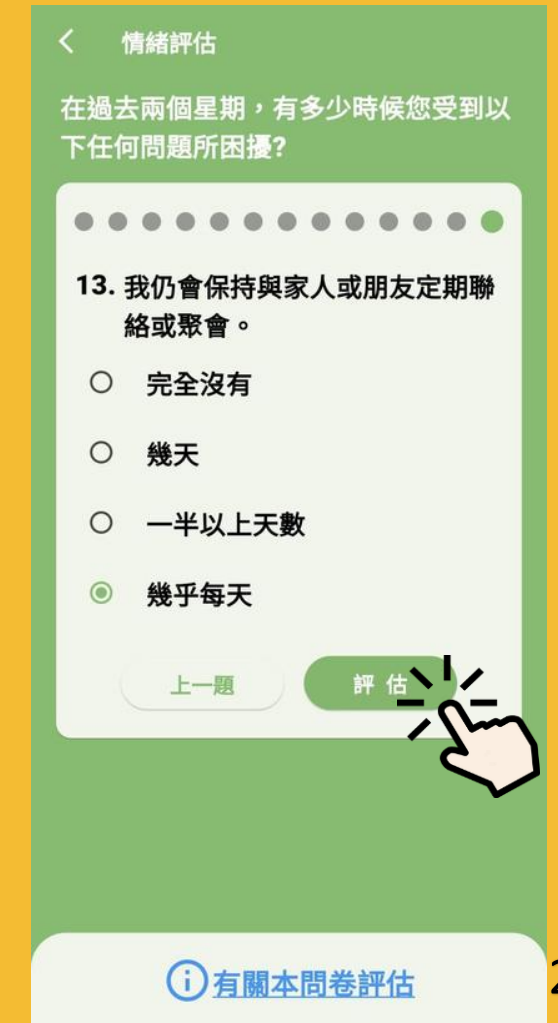 情緒評估
在過去兩個星期，有多少時候您受到以
下任何問題所困擾?
13. 我仍會保持與家人或朋友定期聯
絡或聚會。
完全沒有
幾天
一半以上天數
幾乎每天
上一題
評 估
有關本問卷評估